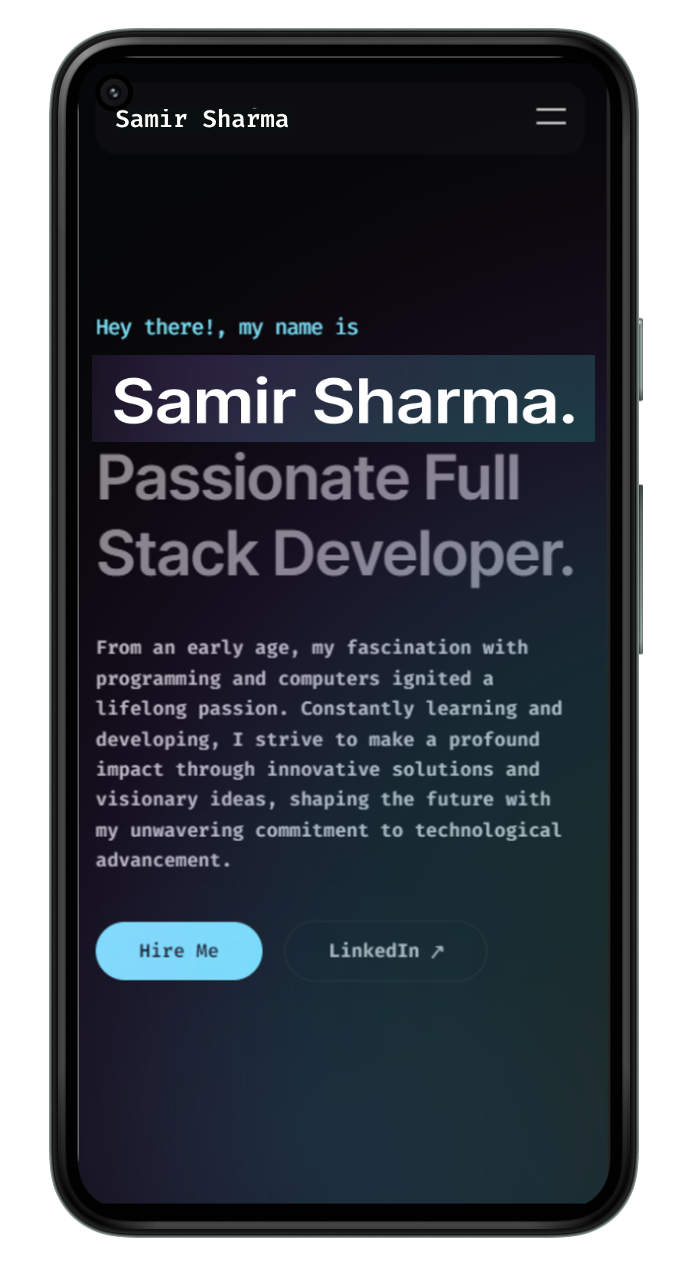 Samir Sharma
Hey there!, my name is
Samir Sharma.
Passionate Full
Stack Developer.
From an early age, my fascination with
programming and computers ignited a
lifelong passion. Constantly learning and
developing, I strive to make a profound
impact through innovative solutions and
visionary ideas, shaping the future with
my unwavering commitment to technological
advancement.
Hire Me
LinkedIn ↗